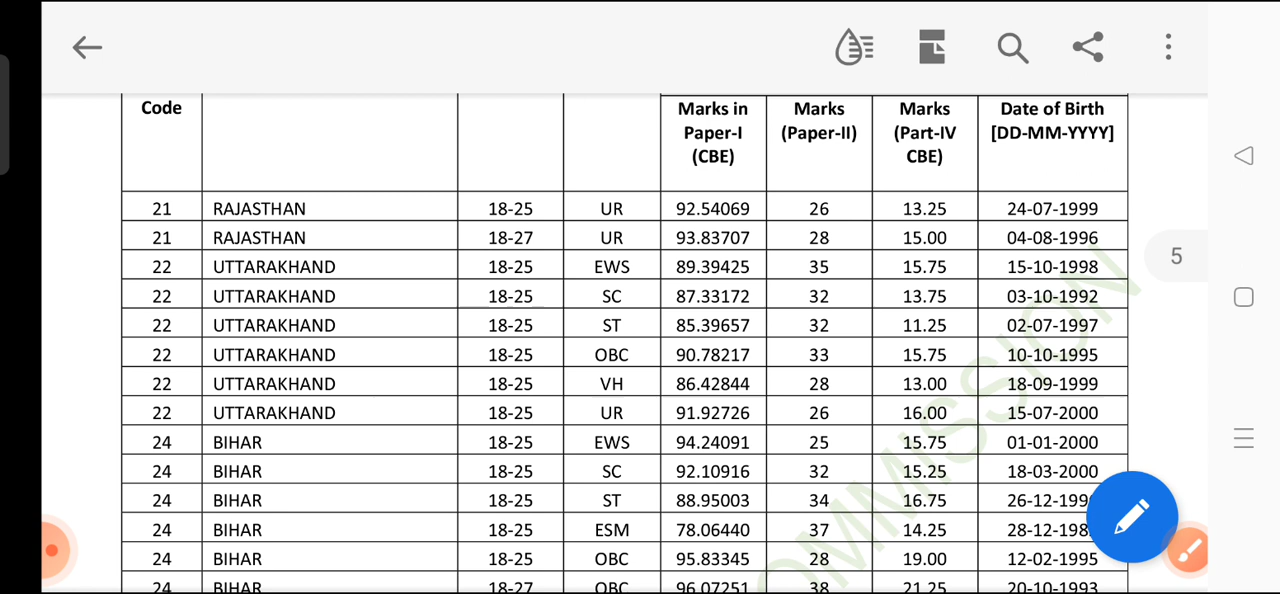 Code Marks in Paper-I (CBE) Marks (Paper-II) Marks (Part-IV CBE) Date of Birth [DD-MM-YYYY]
21 RAJASTHAN 18-25 UR 92.54069 26 13.25 24-07-1999
21 RAJASTHAN 18-27 UR 93.83707 28 15.00 04-08-1996
22 UTTARAKHAND 18-25 EWS 89.39425 35 15.75 15-10-1998
22 UTTARAKHAND 18-25 SC 87.33172 32 13.75 03-10-1992
22 UTTARAKHAND 18-25 ST 85.39657 32 11.25 02-07-1997
22 UTTARAKHAND 18-25 OBC 90.78217 33 15.75 10-10-1995
22 UTTARAKHAND 18-25 VH 86.42844 28 13.00 18-09-1999
22 UTTARAKHAND 18-25 UR 91.92726 26 16.00 15-07-2000
24 BIHAR 18-25 EWS 94.24091 25 15.75 01-01-2000
24 BIHAR 18-25 SC 92.10916 32 15.25 18-03-2000
24 BIHAR 18-25 ST 88.95003 34 16.75 26-12-199
24 BIHAR 18-25 ESM 78.06440 37 14.25 28-12-198
24 BIHAR 18-25 OBC 95.83345 28 19.00 12-02-1995
24 BIHAR 18-27 OBC 96.07251 38 21.25 20-10-1993
5
OMMISSION